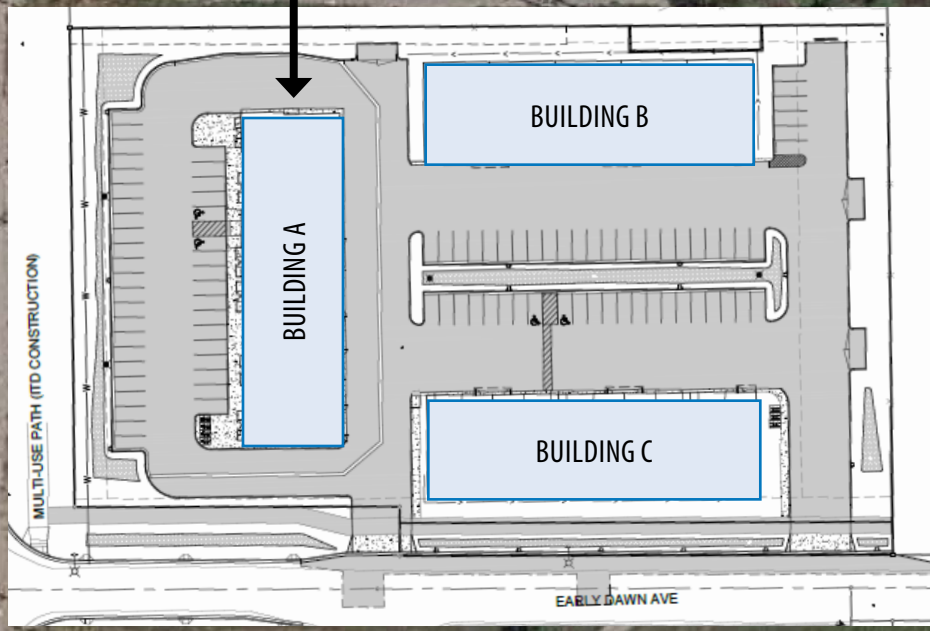 BUILDING B
BUILDING A
MULTI-USE PATH (ITD CONSTRUCTION)
BUILDING C
EARLY DAWN AVE
W
W
W
W
W